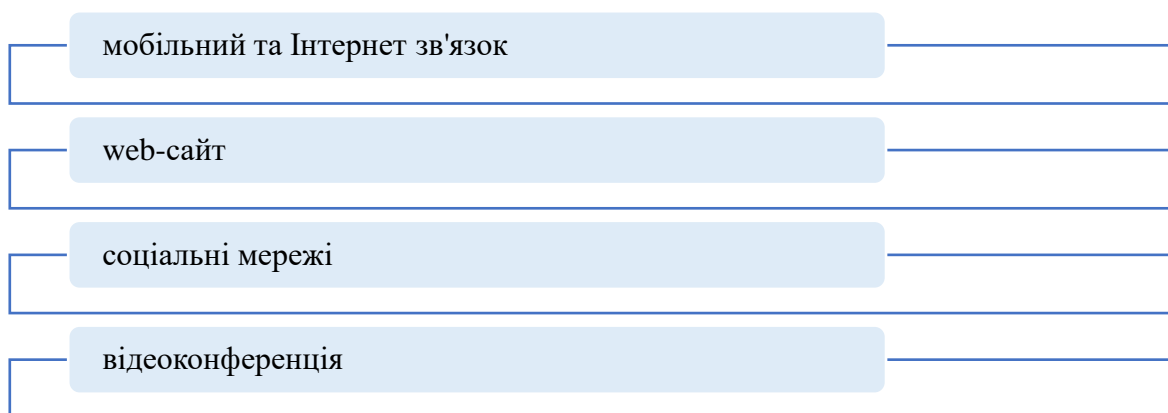 мобільний та Інтернет зв'язок
web-сайт
соціальні мережі
відеоконференція